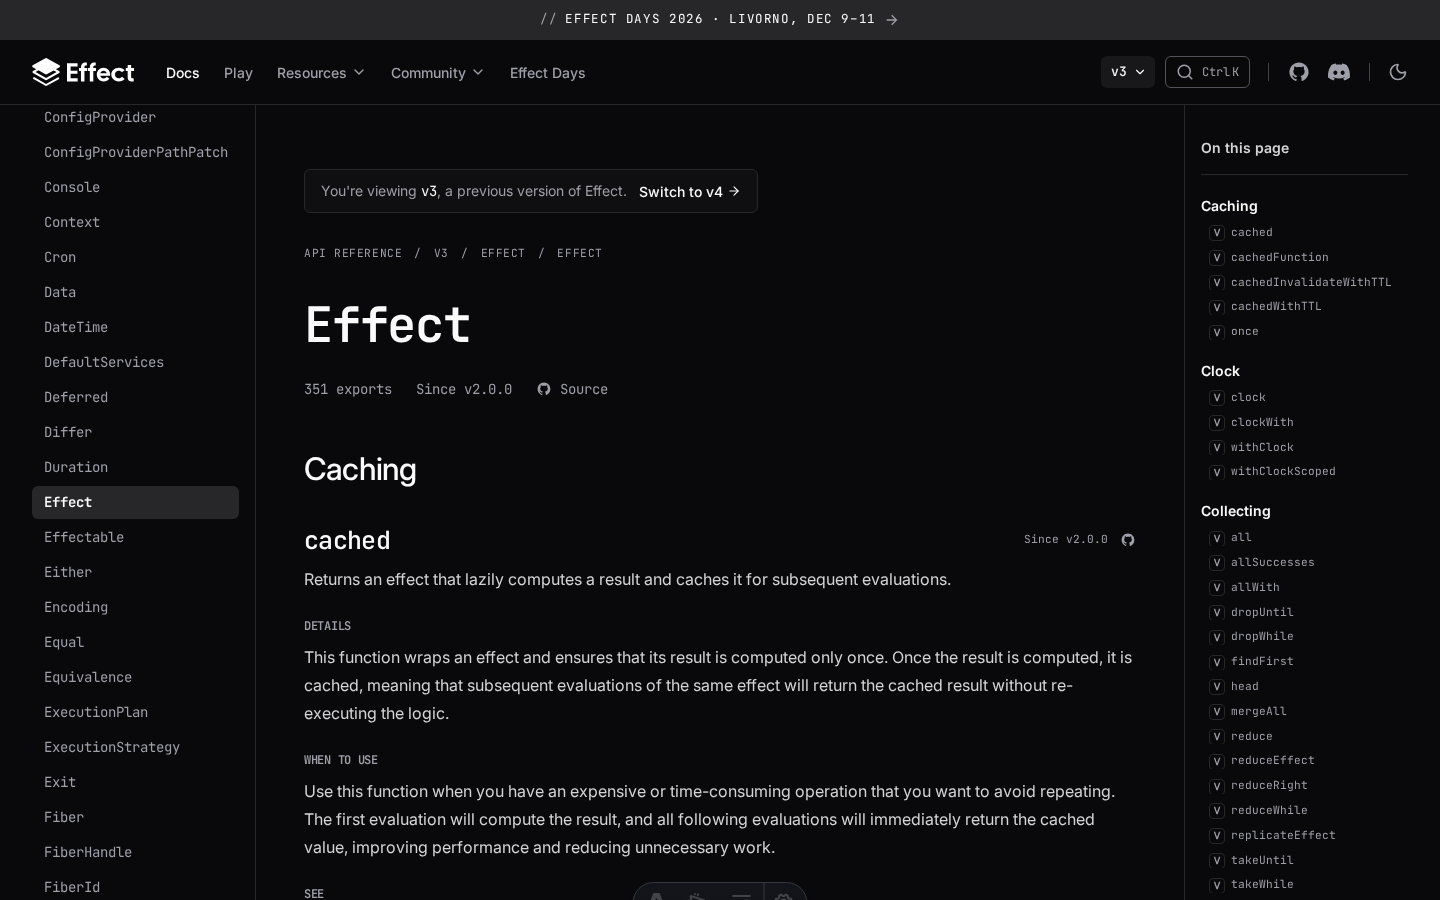 // EFFECT DAYS 2026 · LIVORNO, DEC 9–11 →
Effect
Docs
Play
Resources
Community
Effect Days
v3
Ctrl K
ConfigProvider
ConfigProviderPathPatch
Console
Context
Cron
Data
DateTime
DefaultServices
Deferred
Differ
Duration
Effect
Effectable
Either
Encoding
Equal
Equivalence
ExecutionPlan
ExecutionStrategy
Exit
Fiber
FiberHandle
FiberId
You're viewing v3, a previous version of Effect. Switch to v4 →
API REFERENCE / V3 / EFFECT / EFFECT
Effect
351 exports Since v2.0.0 Source
Caching
cached
Since v2.0.0
Returns an effect that lazily computes a result and caches it for subsequent evaluations.
DETAILS
This function wraps an effect and ensures that its result is computed only once. Once the result is computed, it is
cached, meaning that subsequent evaluations of the same effect will return the cached result without re-
executing the logic.
WHEN TO USE
Use this function when you have an expensive or time-consuming operation that you want to avoid repeating.
The first evaluation will compute the result, and all following evaluations will immediately return the cached
value, improving performance and reducing unnecessary work.
SEE
On this page
Caching
V cached
V cachedFunction
V cachedInvalidateWithTTL
V cachedWithTTL
V once
Clock
V clock
V clockWith
V withClock
V withClockScoped
Collecting
V all
V allSuccesses
V allWith
V dropUntil
V dropWhile
V findFirst
V head
V mergeAll
V reduce
V reduceEffect
V reduceRight
V reduceWhile
V replicateEffect
V takeUntil
V takeWhile